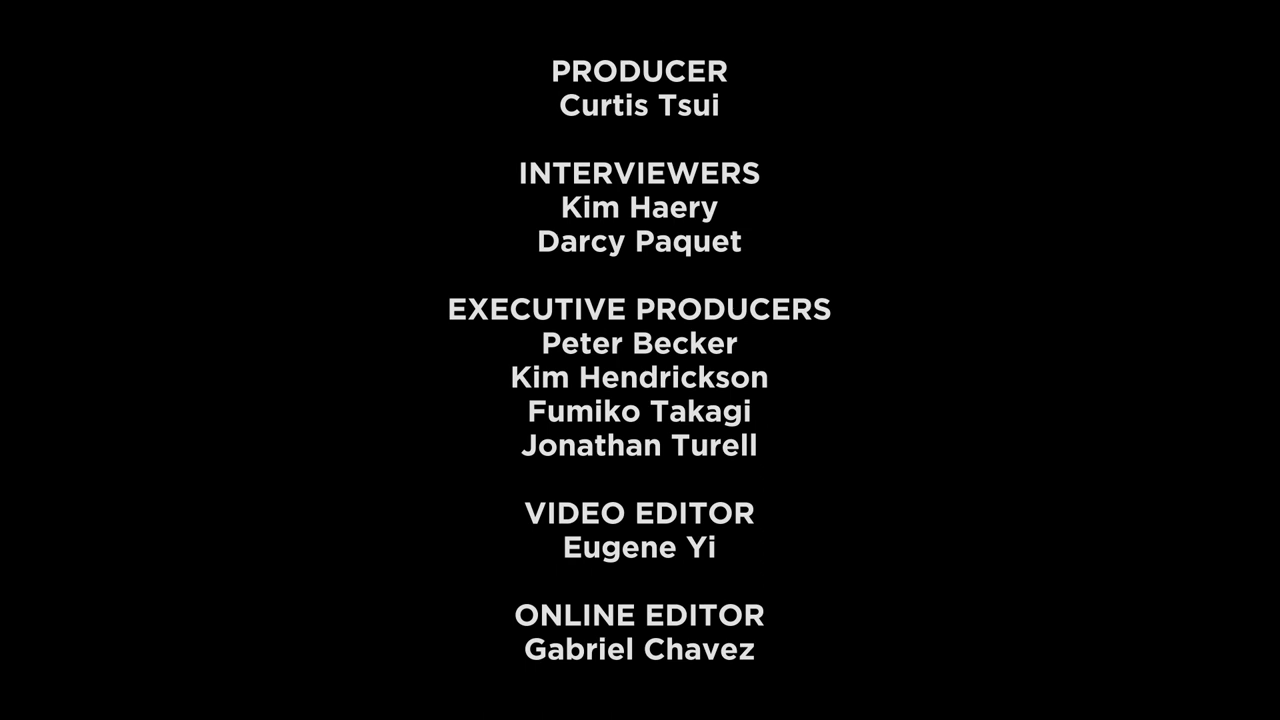 PRODUCER
Curtis Tsui
INTERVIEWERS
Kim Haery
Darcy Paquet
EXECUTIVE PRODUCERS
Peter Becker
Kim Hendrickson
Fumiko Takagi
Jonathan Turell
VIDEO EDITOR
Eugene Yi
ONLINE EDITOR
Gabriel Chavez